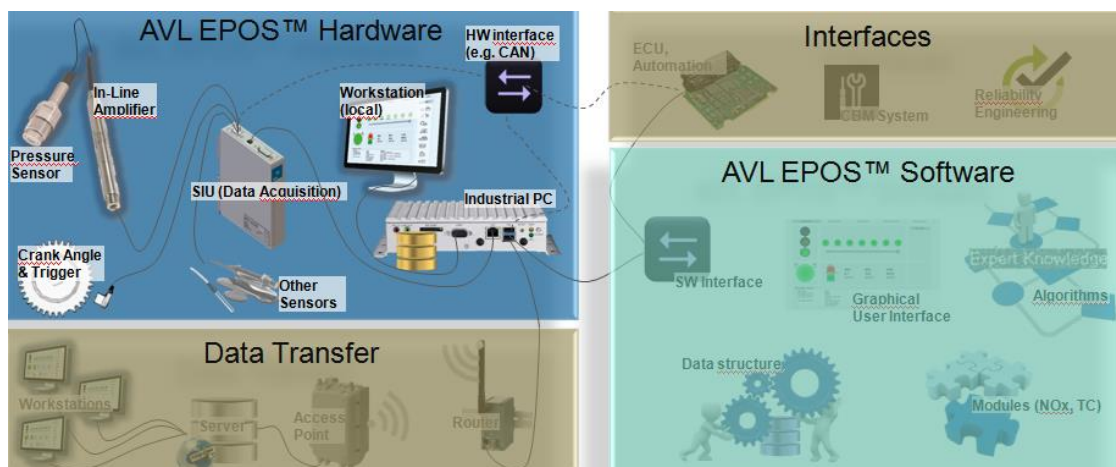 AVL EPOS™ Hardware
HW interface
(e.g. CAN)
In-Line
Amplifier
Workstation
(local)
Pressure
Sensor
SIU (Data Acquisition)
Industrial PC
Crank Angle
& Trigger
Other
Sensors
Interfaces
ECU,
Automation
CBM System
Reliability
Engineering
AVL EPOS™ Software
SW Interface
Graphical
User Interface
Expert Knowledge
Algorithms
Data structure
Modules (NOx, TC)
Data Transfer
Workstations
Server
Access
Point
Router